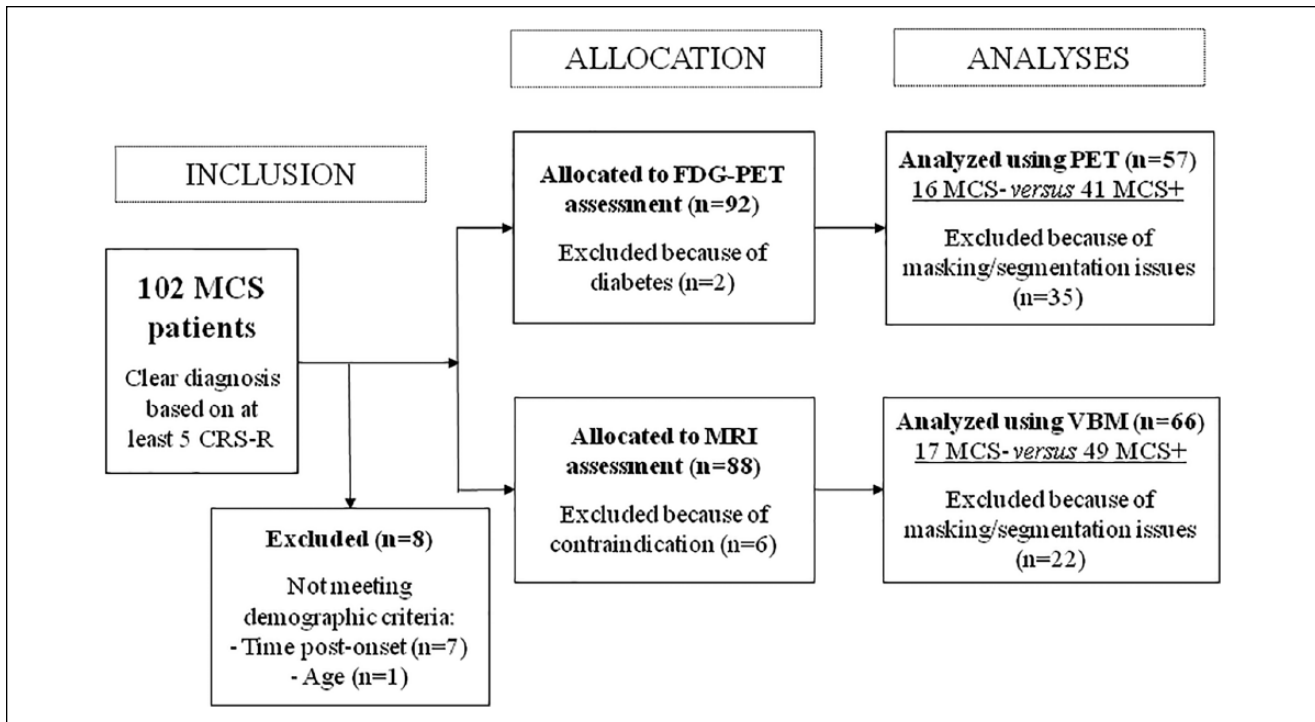 INCLUSION
102 MCS
patients
Clear diagnosis
based on at
least 5 CRS-R
Excluded (n=8)
Not meeting
demographic criteria:
- Time post-onset (n=7)
- Age (n=1)
ALLOCATION
Allocated to FDG-PET
assessment (n=92)
Excluded because of
diabetes (n=2)
Allocated to MRI
assessment (n=88)
Excluded because of
contraindication (n=6)
ANALYSES
Analyzed using PET (n=57)
16 MCS- versus 41 MCS+
Excluded because of
masking/segmentation issues
(n=35)
Analyzed using VBM (n=66)
17 MCS- versus 49 MCS+
Excluded because of
masking/segmentation issues
(n=22)